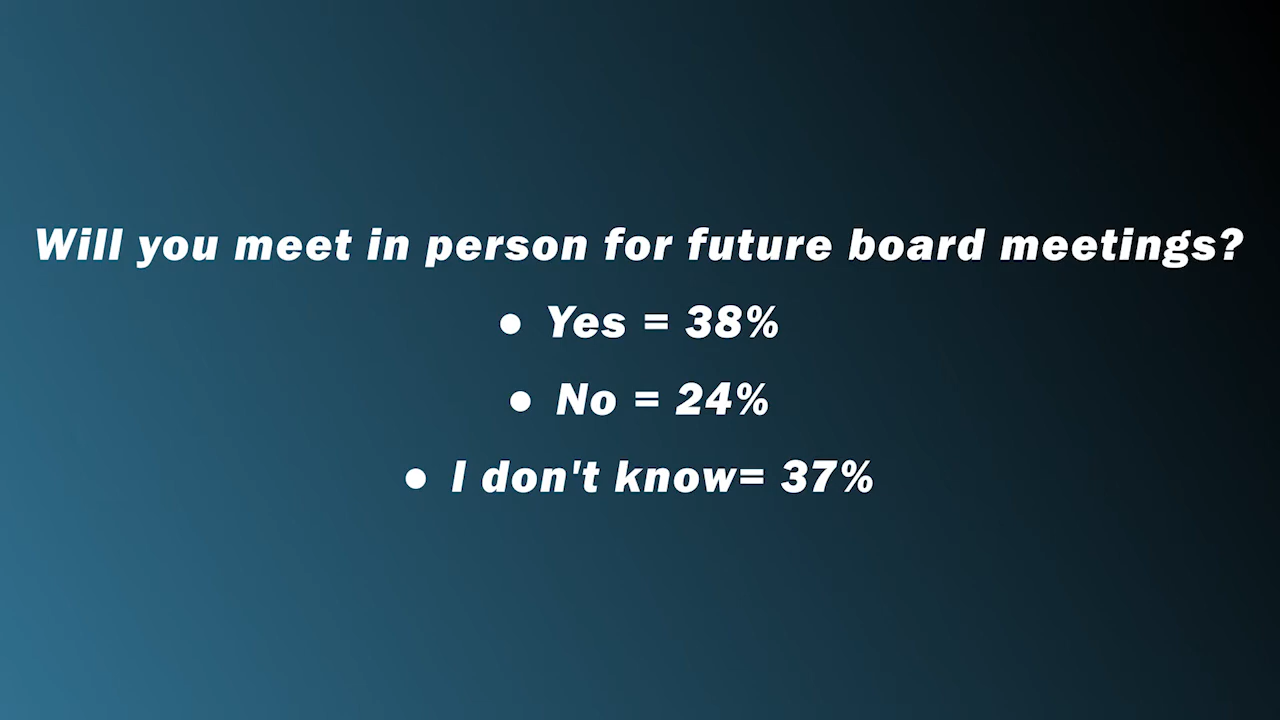 Will you meet in person for future board meetings?
● Yes = 38%
● No = 24%
● I don't know= 37%